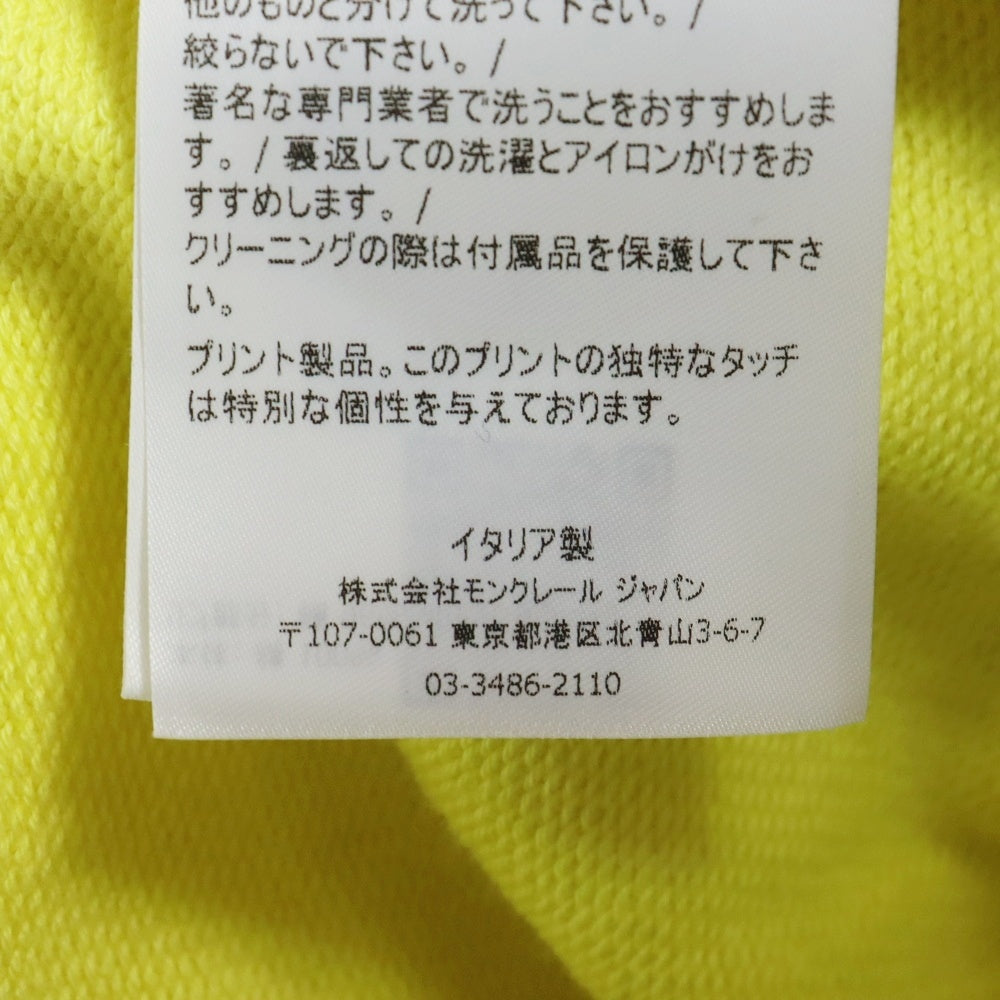 他のものと分けて洗って下さい。 /
絞らないで下さい。 /
著名な専門業者で洗うことをおすすめしま
す。 / 裏返しての洗濯とアイロンがけをお
すすめします。 /
クリーニングの際は付属品を保護して下さ
い。
プリント製品。このプリントの独特なタッチ
は特別な個性を与えております。
イタリア製
株式会社モンクレール ジャパン
〒107-0061 東京都港区北青山3-6-7
03-3486-2110